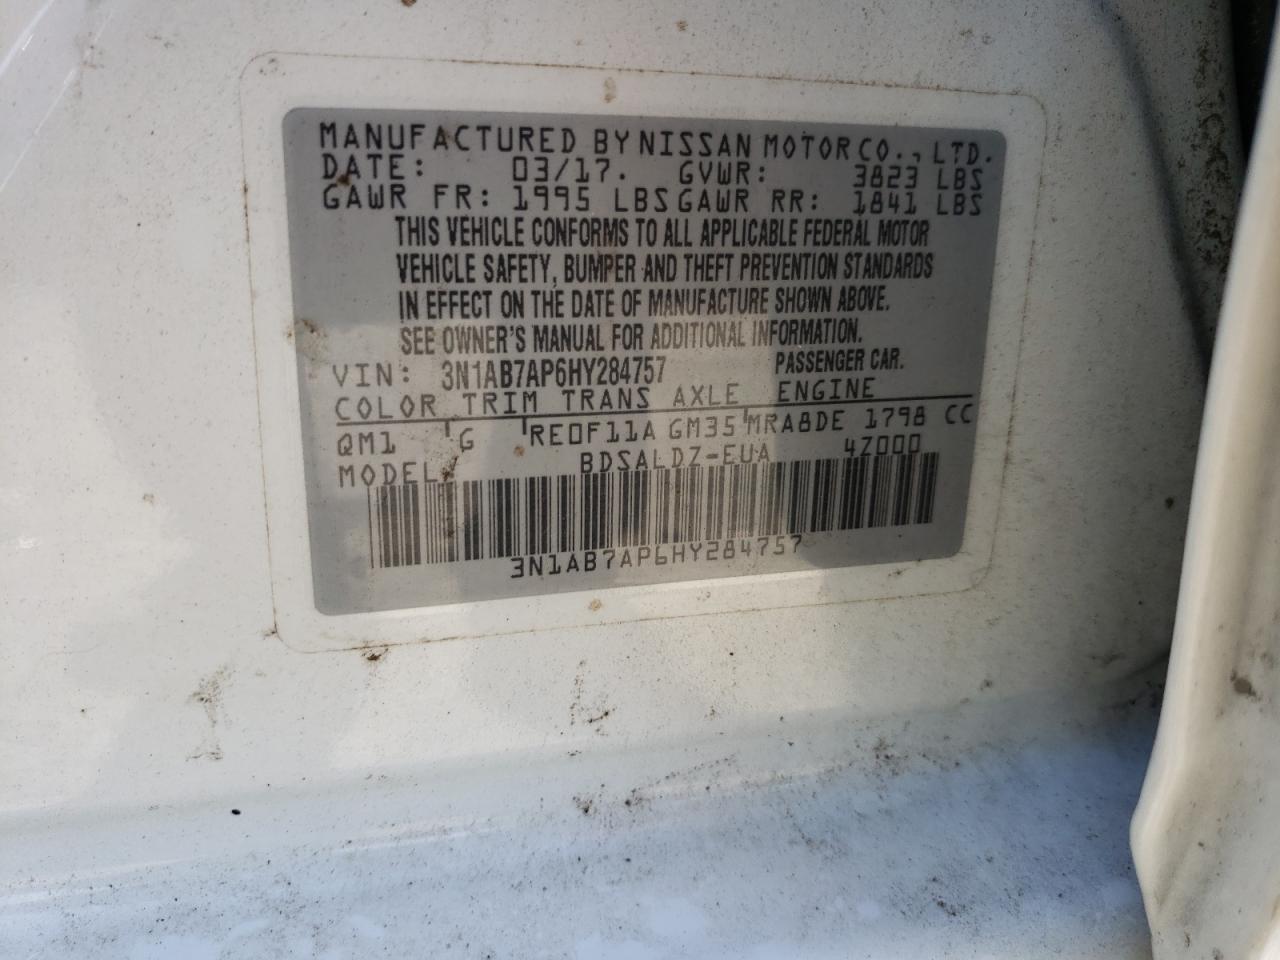 MANUFACTURED BY NISSAN MOTOR CO., LTD.
DATE: 03/17. GVWR: 3823 LBS
GAWR FR: 1995 LBS GAWR RR: 1841 LBS
THIS VEHICLE CONFORMS TO ALL APPLICABLE FEDERAL MOTOR
VEHICLE SAFETY, BUMPER AND THEFT PREVENTION STANDARDS
IN EFFECT ON THE DATE OF MANUFACTURE SHOWN ABOVE.
SEE OWNER'S MANUAL FOR ADDITIONAL INFORMATION.
VIN: 3N1AB7AP6HY284757 PASSENGER CAR.
COLOR TRIM TRANS AXLE ENGINE
QM1 G RE0F11A GM35 MRA8DE 1798 CC
MODEL: BDSALDZ-EUA 4Z000
3N1AB7AP6HY284757